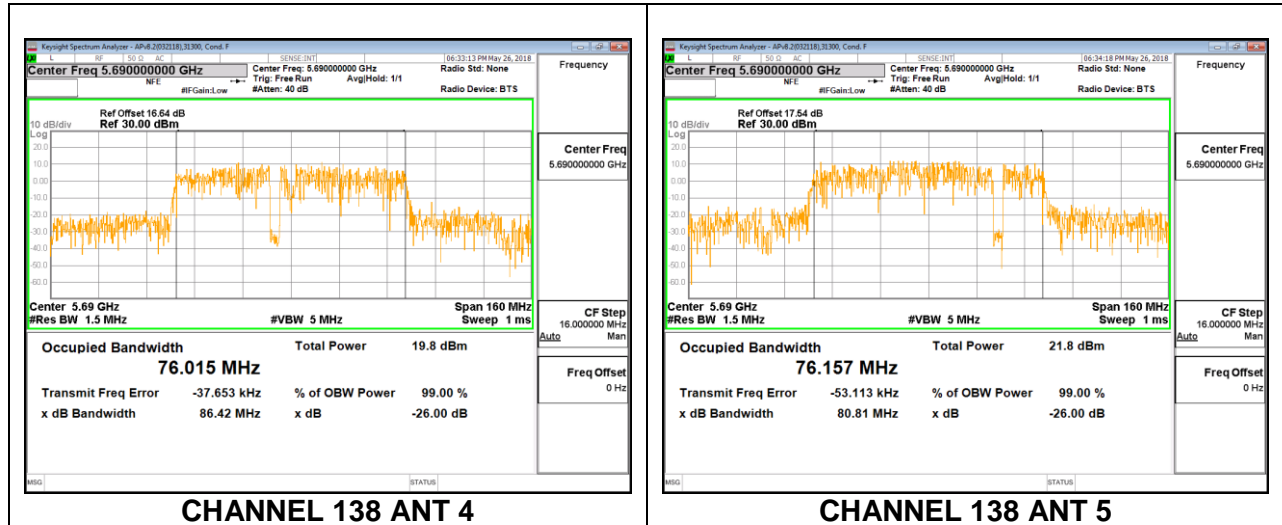 Keysight Spectrum Analyzer - APv8.2(032118),31300, Cond. F
L RF 50 Ω AC SENSE:INT 06:33:13 PM May 26, 2018
Center Freq 5.690000000 GHz Center Freq: 5.690000000 GHz Radio Std: None Frequency
NFE Trig: Free Run Avg|Hold: 1/1
#IFGain:Low #Atten: 40 dB Radio Device: BTS
Ref Offset 16.64 dB
10 dB/div Ref 30.00 dBm
Log
20.0
10.0
0.00
-10.0
-20.0
-30.0
-40.0
-50.0
-60.0
Center Freq
5.690000000 GHz
Center 5.69 GHz Span 160 MHz
#Res BW 1.5 MHz #VBW 5 MHz Sweep 1 ms
CF Step
16.000000 MHz
Auto Man
Freq Offset
0 Hz
Occupied Bandwidth Total Power 19.8 dBm
76.015 MHz
Transmit Freq Error -37.653 kHz % of OBW Power 99.00 %
x dB Bandwidth 86.42 MHz x dB -26.00 dB
MSG STATUS
CHANNEL 138 ANT 4
Keysight Spectrum Analyzer - APv8.2(032118),31300, Cond. F
L RF 50 Ω AC SENSE:INT 06:34:18 PM May 26, 2018
Center Freq 5.690000000 GHz Center Freq: 5.690000000 GHz Radio Std: None Frequency
NFE Trig: Free Run Avg|Hold: 1/1
#IFGain:Low #Atten: 40 dB Radio Device: BTS
Ref Offset 17.54 dB
10 dB/div Ref 30.00 dBm
Log
20.0
10.0
0.00
-10.0
-20.0
-30.0
-40.0
-50.0
-60.0
Center Freq
5.690000000 GHz
Center 5.69 GHz Span 160 MHz
#Res BW 1.5 MHz #VBW 5 MHz Sweep 1 ms
CF Step
16.000000 MHz
Auto Man
Freq Offset
0 Hz
Occupied Bandwidth Total Power 21.8 dBm
76.157 MHz
Transmit Freq Error -53.113 kHz % of OBW Power 99.00 %
x dB Bandwidth 80.81 MHz x dB -26.00 dB
MSG STATUS
CHANNEL 138 ANT 5